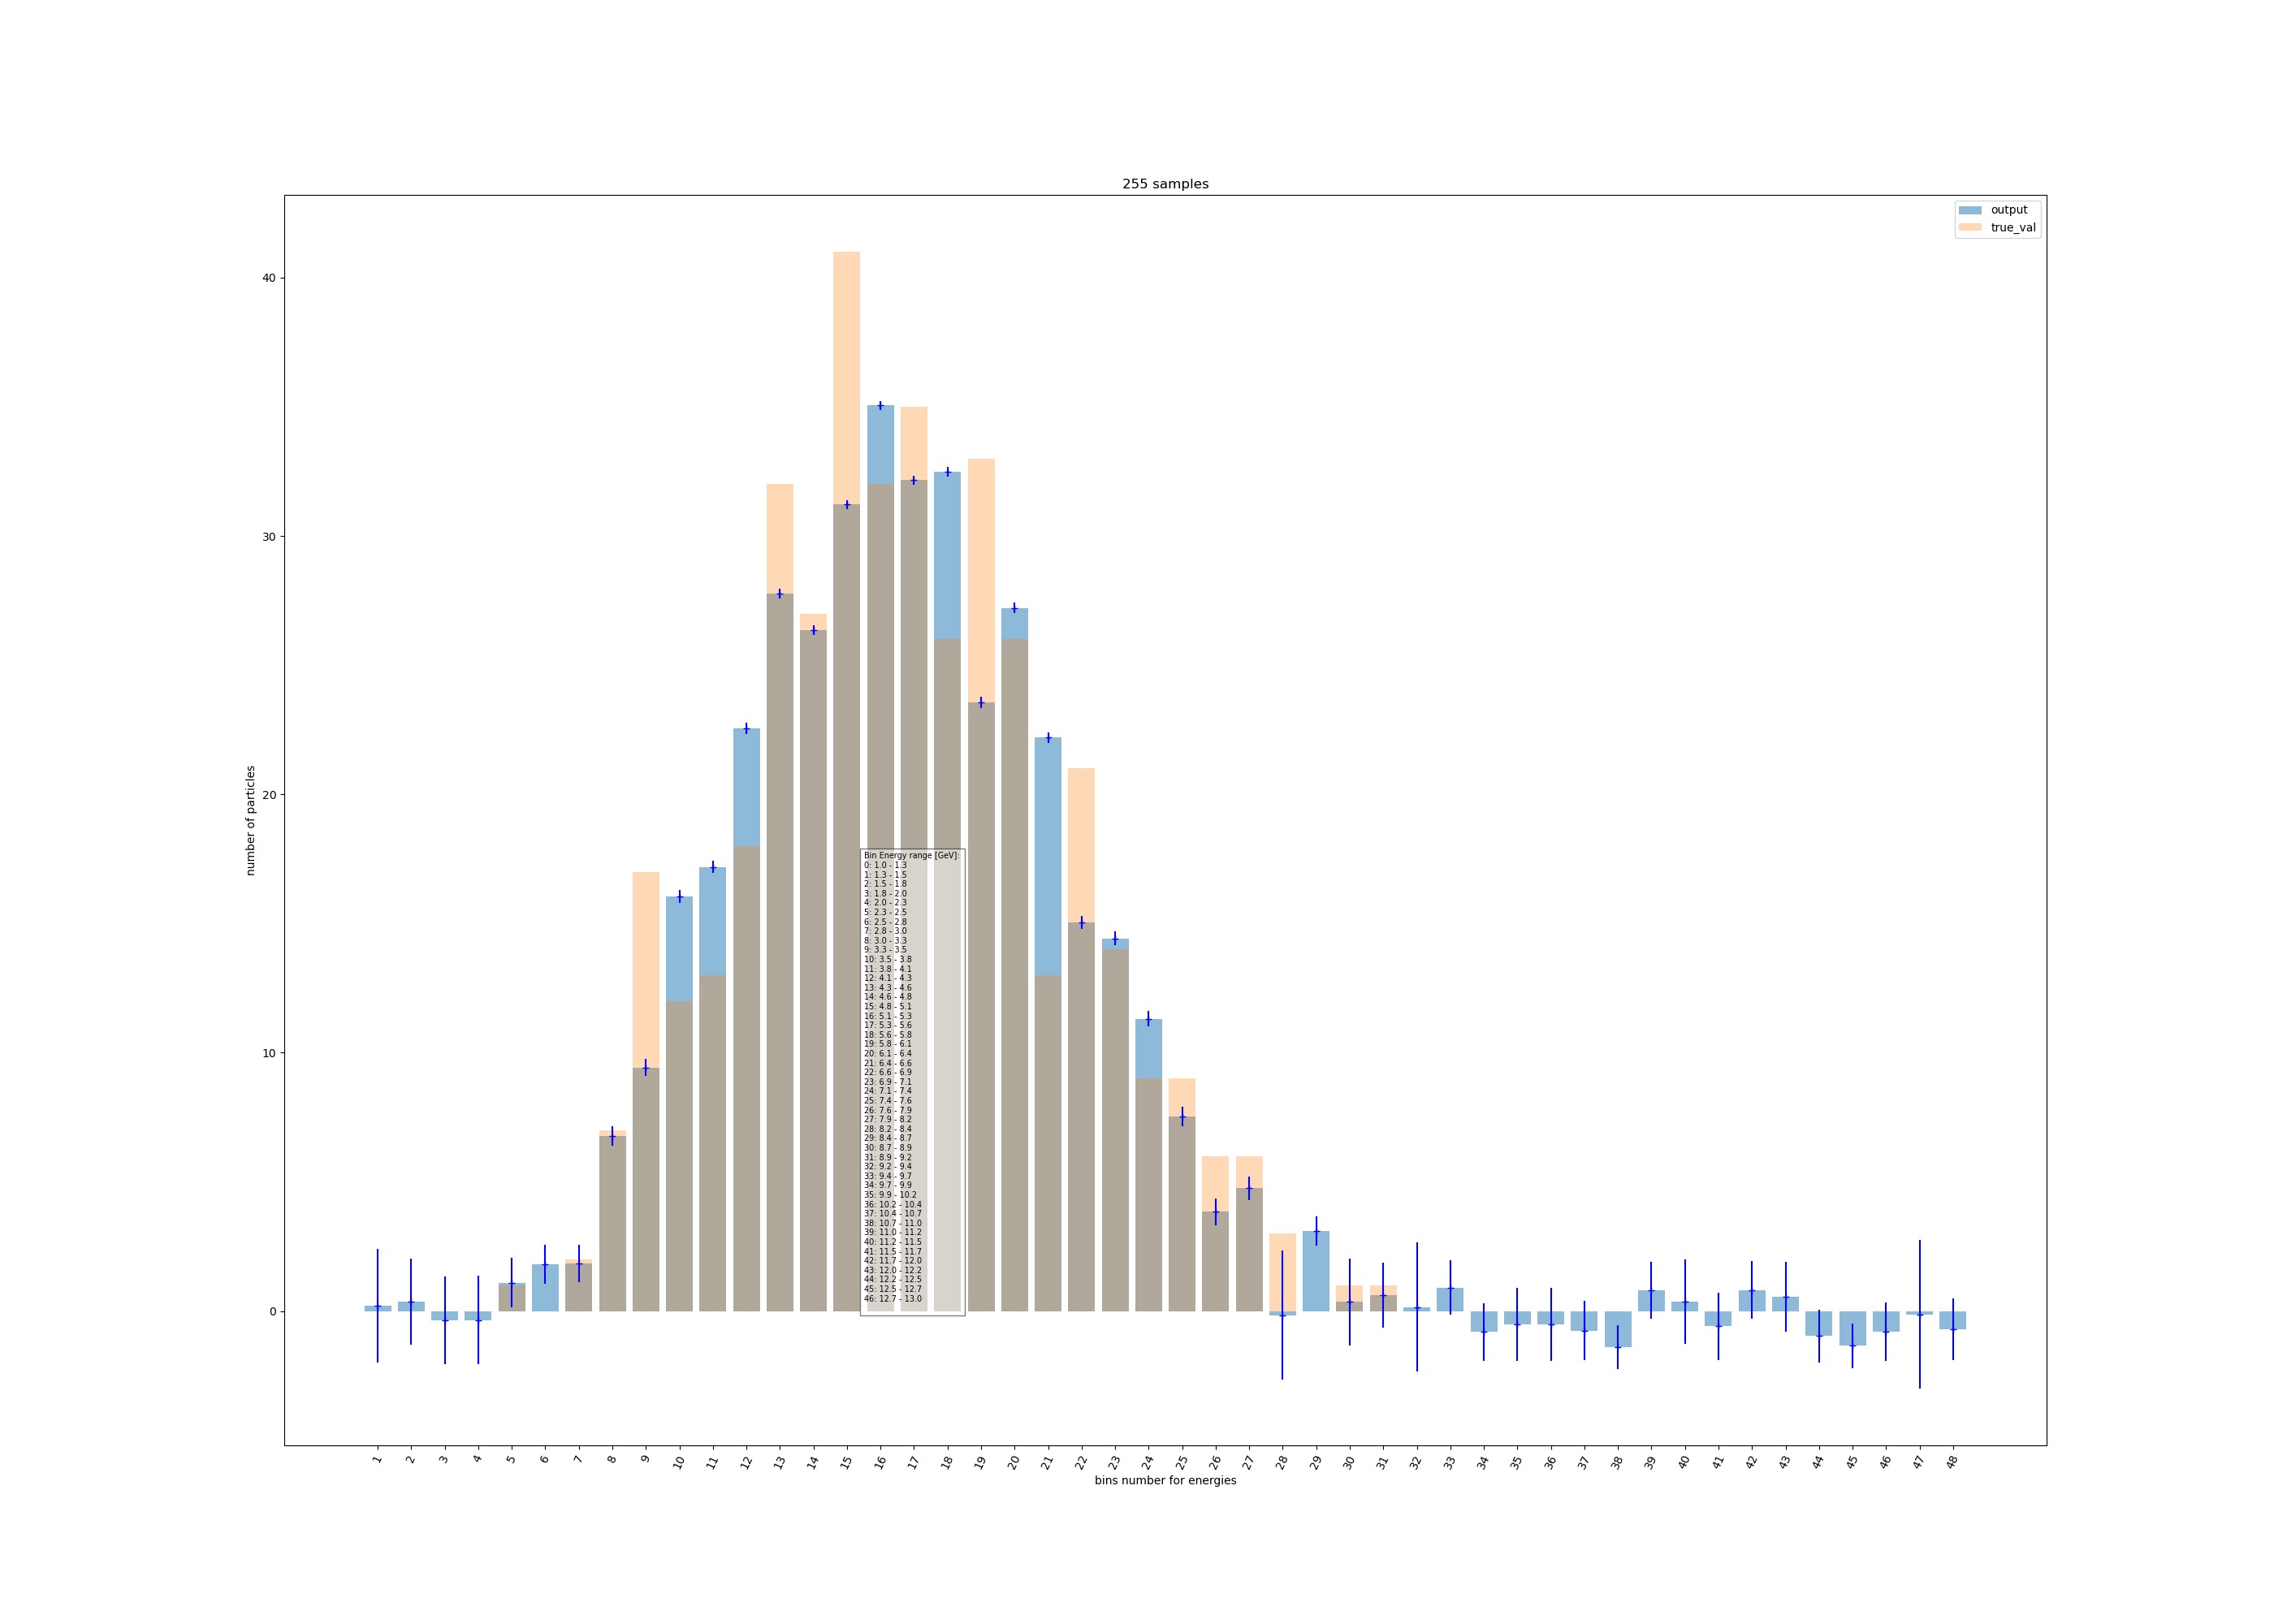 255 samples
output
true_val
40
30
20
10
0
number of particles
Bin Energy range [GeV]:
0: 1.0 - 1.3
1: 1.3 - 1.5
2: 1.5 - 1.8
3: 1.8 - 2.0
4: 2.0 - 2.3
5: 2.3 - 2.5
6: 2.5 - 2.8
7: 2.8 - 3.0
8: 3.0 - 3.3
9: 3.3 - 3.5
10: 3.5 - 3.8
11: 3.8 - 4.1
12: 4.1 - 4.3
13: 4.3 - 4.6
14: 4.6 - 4.8
15: 4.8 - 5.1
16: 5.1 - 5.3
17: 5.3 - 5.6
18: 5.6 - 5.8
19: 5.8 - 6.1
20: 6.1 - 6.4
21: 6.4 - 6.6
22: 6.6 - 6.9
23: 6.9 - 7.1
24: 7.1 - 7.4
25: 7.4 - 7.6
26: 7.6 - 7.9
27: 7.9 - 8.2
28: 8.2 - 8.4
29: 8.4 - 8.7
30: 8.7 - 8.9
31: 8.9 - 9.2
32: 9.2 - 9.4
33: 9.4 - 9.7
34: 9.7 - 9.9
35: 9.9 - 10.2
36: 10.2 - 10.4
37: 10.4 - 10.7
38: 10.7 - 11.0
39: 11.0 - 11.2
40: 11.2 - 11.5
41: 11.5 - 11.7
42: 11.7 - 12.0
43: 12.0 - 12.2
44: 12.2 - 12.5
45: 12.5 - 12.7
46: 12.7 - 13.0
1 2 3 4 5 6 7 8 9 10 11 12 13 14 15 16 17 18 19 20 21 22 23 24 25 26 27 28 29 30 31 32 33 34 35 36 37 38 39 40 41 42 43 44 45 46 47 48
bins number for energies